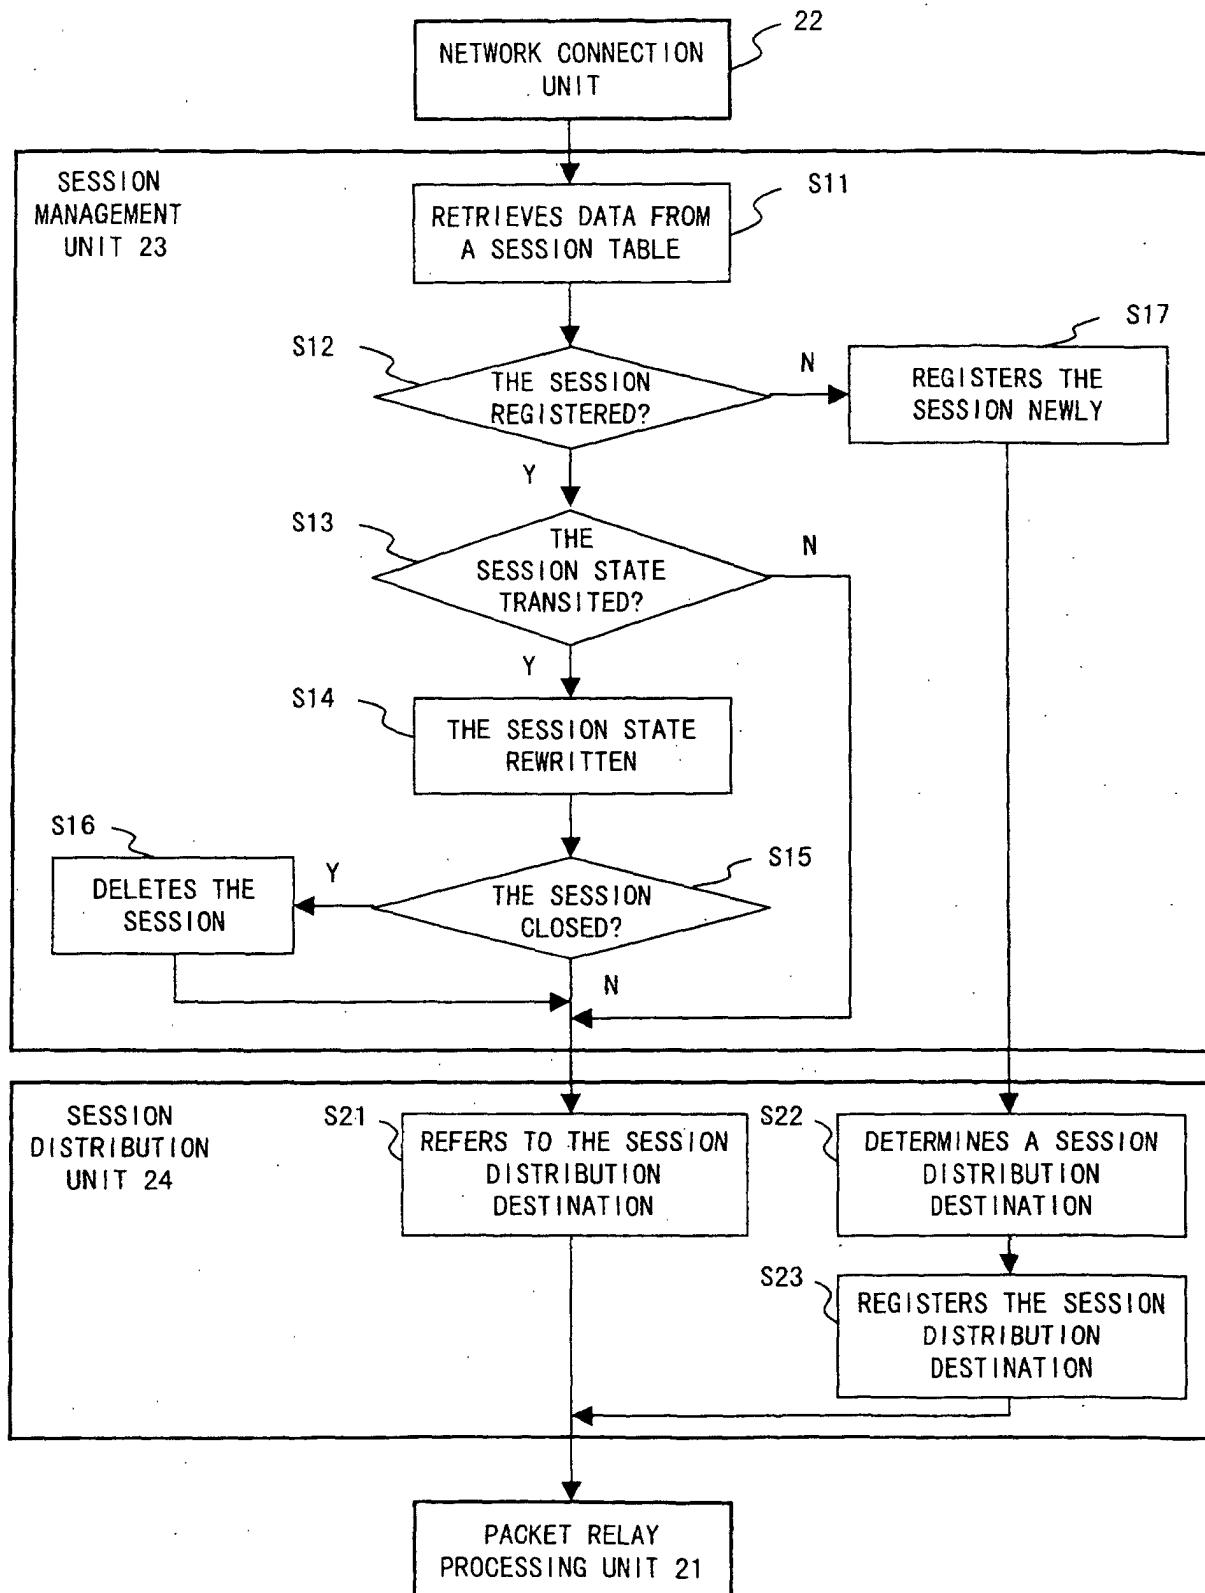 22
NETWORK CONNECTION
UNIT
SESSION
MANAGEMENT
UNIT 23
S11
RETRIEVES DATA FROM
A SESSION TABLE
S12
THE SESSION
REGISTERED?
N
S17
REGISTERS THE
SESSION NEWLY
Y
S13
THE
SESSION STATE
TRANSITED?
N
Y
S14
THE SESSION STATE
REWRITTEN
S16
DELETES THE
SESSION
Y
S15
THE SESSION
CLOSED?
N
SESSION
DISTRIBUTION
UNIT 24
S21
REFERS TO THE SESSION
DISTRIBUTION
DESTINATION
S22
DETERMINES A SESSION
DISTRIBUTION
DESTINATION
S23
REGISTERS THE SESSION
DISTRIBUTION
DESTINATION
PACKET RELAY
PROCESSING UNIT 21